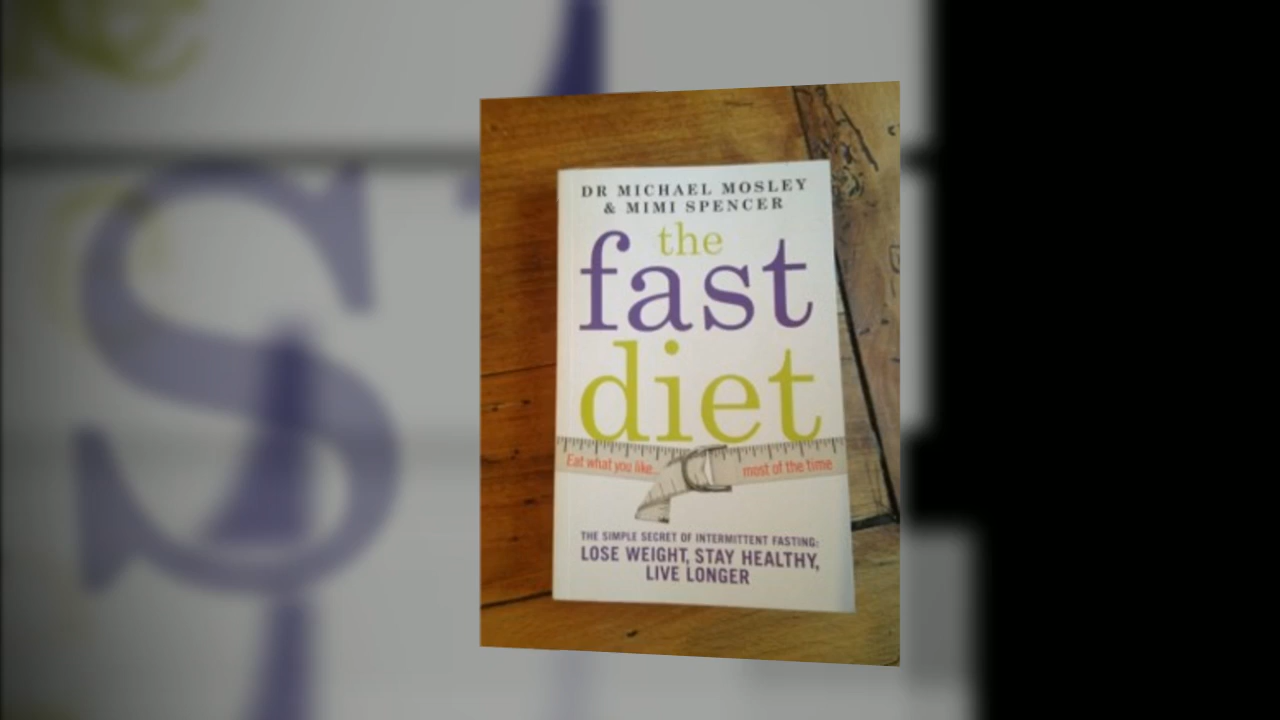 DR MICHAEL MOSLEY
& MIMI SPENCER
the
fast
diet
Eat what you like... most of the time
THE SIMPLE SECRET OF INTERMITTENT FASTING:
LOSE WEIGHT, STAY HEALTHY,
LIVE LONGER